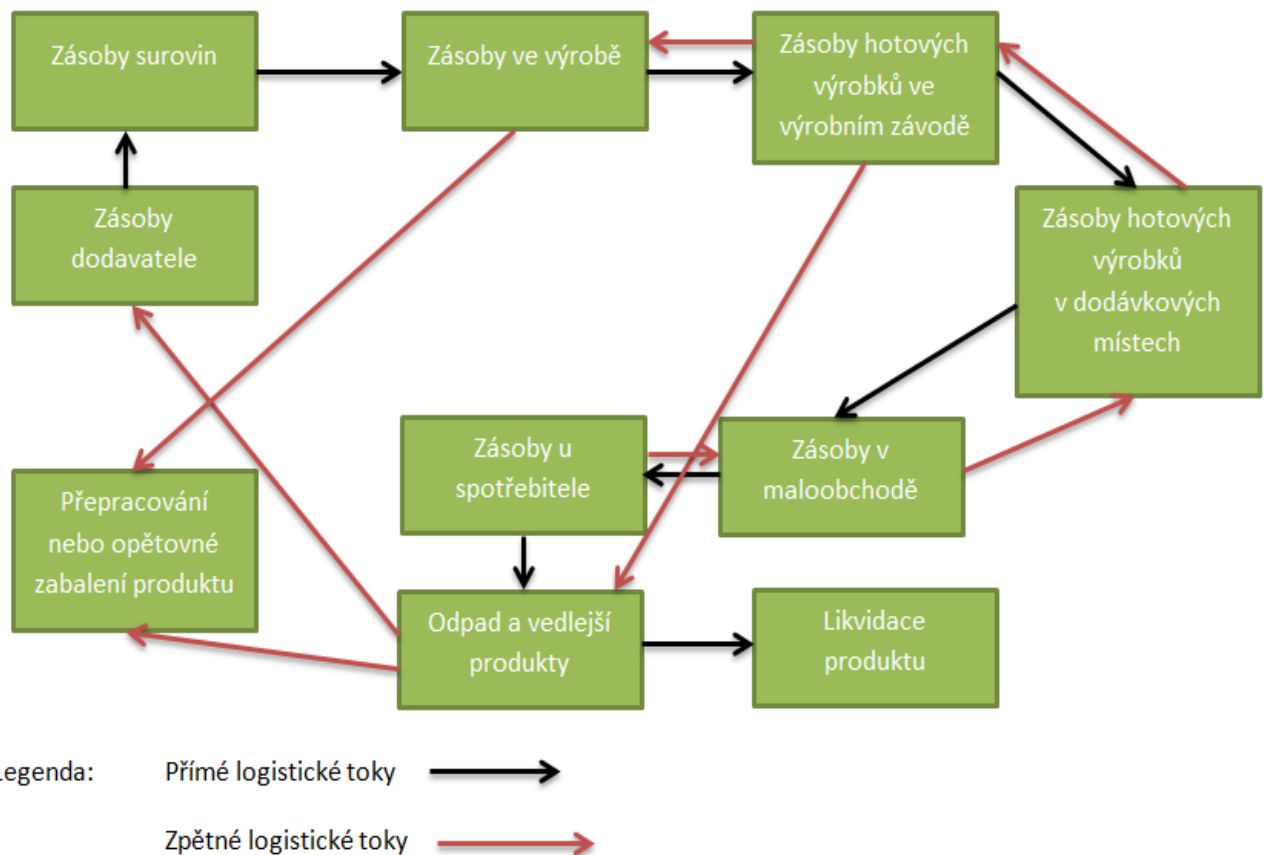 Zásoby surovin
Zásoby ve výrobě
Zásoby hotových
výrobků ve
výrobním závodě
Zásoby
dodavatele
Zásoby hotových
výrobků
v dodávkových
místech
Zásoby u
spotřebitele
Zásoby v
maloobchodě
Přepracování
nebo opětovné
zabalení produktu
Odpad a vedlejší
produkty
Likvidace
produktu
Legenda: Přímé logistické toky
Zpětné logistické toky